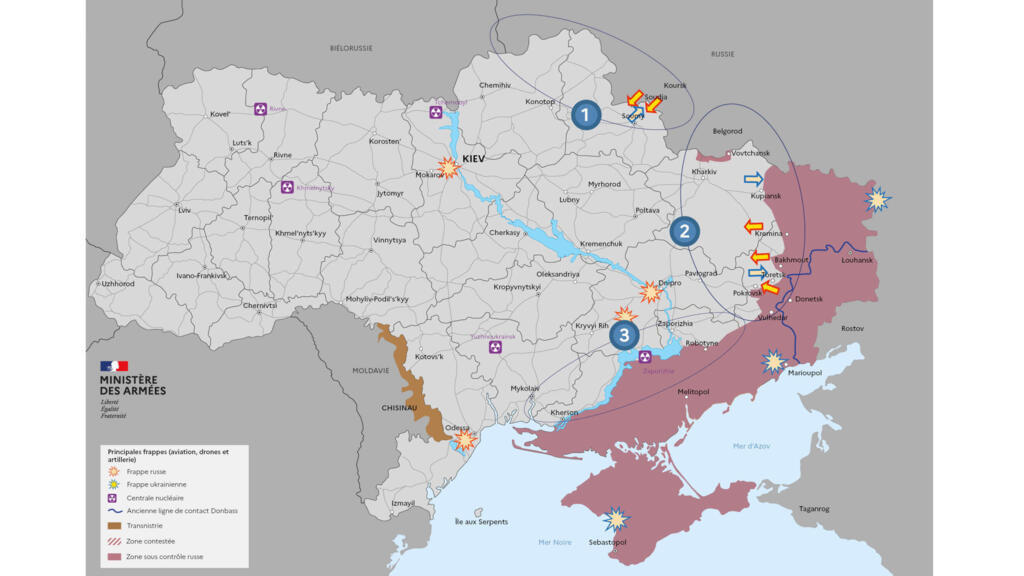 BIÉLORUSSIE
RUSSIE
Tchernobyl
Chernihiv
Konotop
Koursk
Soudja
Soumy
1
Rivne
Kovel'
Korosten'
Belgorod
Vovtchansk
Luts'k
Rivne
KIEV
Makarov
Kharkiv
Khmelnytsky
Jytomyr
Myrhorod
Lubny
Kupiansk
Lviv
Ternopil'
Poltava
2
Khmel'nyts'kyy
Vinnytsya
Cherkasy
Kremenchuk
Kremina
Ivano-Frankivsk
Oleksandriya
Pavlograd
Bakhmout
Louhansk
Toretsk
Uzhhorod
Kropyvnytskyi
Dnipro
Pokrovsk
Donetsk
Chernivtsi
Mohyliv-Podil's'kyy
Kryvyi Rih
3
Zaporizhia
Vulhedar
Rostov
Yuzhnoukrainsk
Robotyne
Kotovs'k
Zaporizhia
MOLDAVIE
Marioupol
MINISTÈRE
DES ARMÉES
Liberté
Égalité
Fraternité
Mykolaiv
Melitopol
CHISINAU
Kherson
Odessa
Mer d'Azov
Principales frappes (aviation, drones et
artillerie)
Frappe russe
Frappe ukrainienne
Centrale nucléaire
Ancienne ligne de contact Donbass
Transnistrie
Zone contestée
Zone sous contrôle russe
Izmayil
Île aux Serpents
Taganrog
Mer Noire
Sebastopol